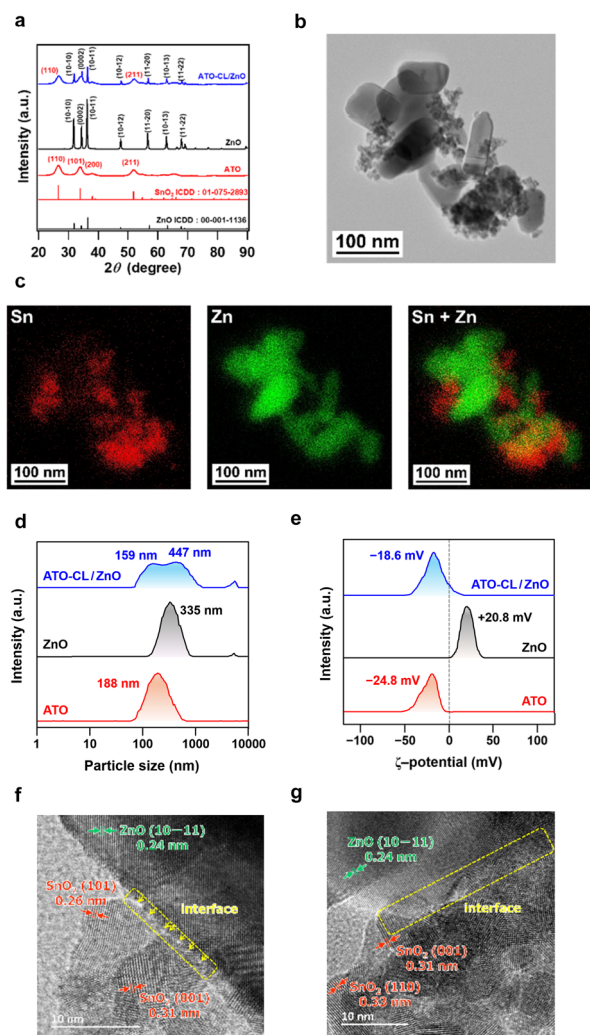 a
Intensity (a.u.)
(110)
(10-10)
(0002)
(10-11)
(10-12)
(211)
(11-20)
(10-13)
(11-22)
ATO-CL/ZnO
(10-10)
(0002)
(10-11)
(10-12)
(11-20)
(10-13)
(11-22)
ZnO
(110)
(101)
(200)
(211)
ATO
SnO₂ ICDD : 01-075-2893
ZnO ICDD : 00-001-1136
20 30 40 50 60 70 80 90
2θ (degree)
b
100 nm
c
Sn
100 nm
Zn
100 nm
Sn + Zn
100 nm
d
Intensity (a.u.)
159 nm
447 nm
ATO-CL/ZnO
335 nm
ZnO
188 nm
ATO
1 10 100 1000 10000
Particle size (nm)
e
Intensity (a.u.)
−18.6 mV
ATO-CL/ZnO
+20.8 mV
ZnO
−24.8 mV
ATO
−100 −50 0 50 100
ζ–potential (mV)
f
ZnO (10−11)
0.24 nm
SnO₂ (101)
0.26 nm
Interface
SnO₂ (001)
0.31 nm
10 nm
g
ZnO (10−11)
0.24 nm
Interface
SnO₂ (001)
0.31 nm
SnO₂ (110)
0.33 nm
10 nm